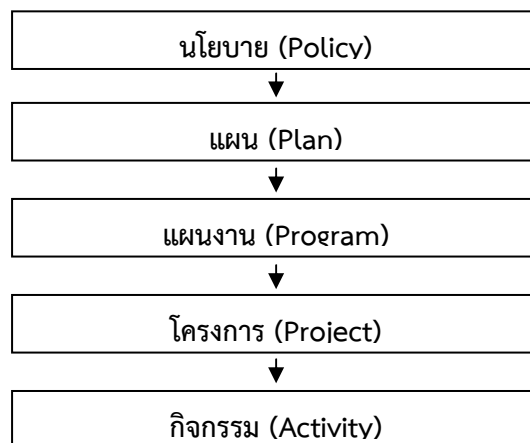 นโยบาย (Policy)
แผน (Plan)
แผนงาน (Program)
โครงการ (Project)
กิจกรรม (Activity)